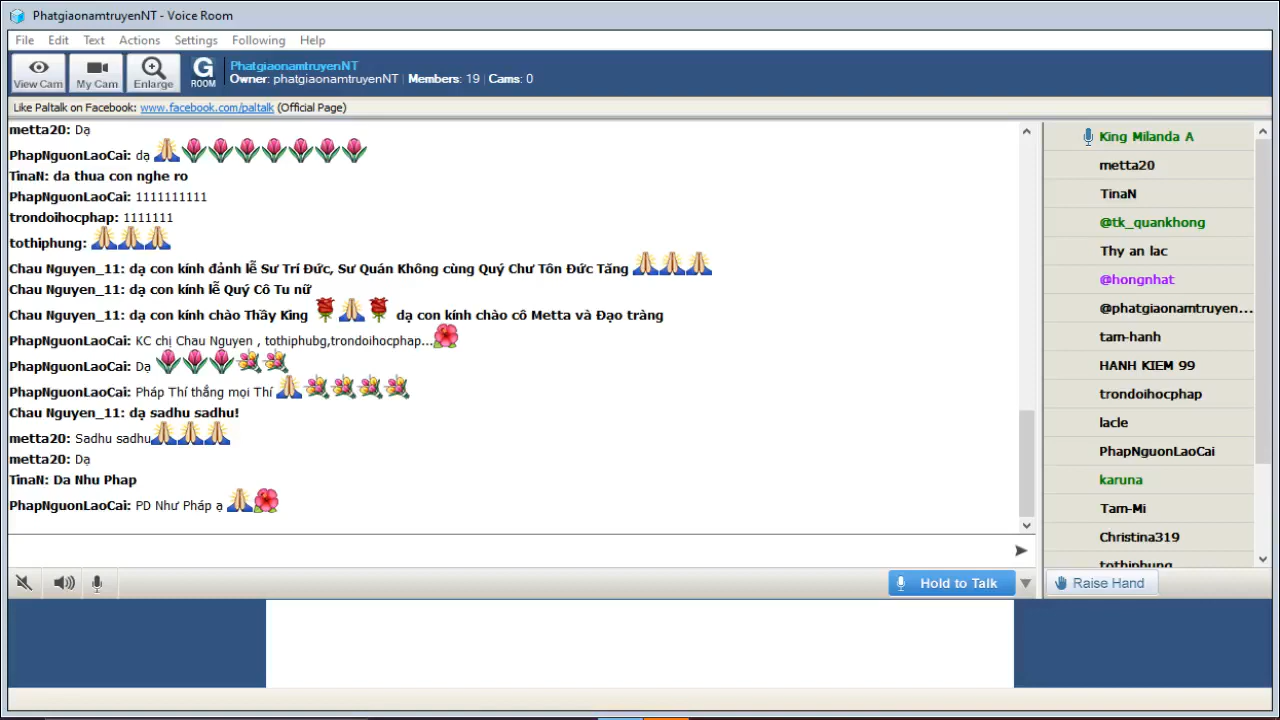 PhatgiaonamtruyenNT - Voice Room
File Edit Text Actions Settings Following Help
View Cam My Cam Enlarge G ROOM
PhatgiaonamtruyenNT
Owner: phatgiaonamtruyenNT | Members: 19 | Cams: 0
Like Paltalk on Facebook: www.facebook.com/paltalk (Official Page)
metta20: Dạ
PhapNguonLaoCai: dạ
TinaN: da thua con nghe ro
PhapNguonLaoCai: 1111111111
trondoihocphap: 1111111
tothiphung:
Chau Nguyen_11: dạ con kính đảnh lễ Sư Trí Đức, Sư Quán Không cùng Quý Chư Tôn Đức Tăng
Chau Nguyen_11: dạ con kính lễ Quý Cô Tu nữ
Chau Nguyen_11: dạ con kính chào Thầy King dạ con kính chào cô Metta và Đạo tràng
PhapNguonLaoCai: KC chị Chau Nguyen , tothiphubg,trondoihocphap...
PhapNguonLaoCai: Dạ
PhapNguonLaoCai: Pháp Thí thắng mọi Thí
Chau Nguyen_11: dạ sadhu sadhu!
metta20: Sadhu sadhu
metta20: Dạ
TinaN: Da Nhu Phap
PhapNguonLaoCai: PD Như Pháp ạ
Hold to Talk
King Milanda A
metta20
TinaN
@tk_quankhong
Thy an lac
@hongnhat
@phatgiaonamtruyen...
tam-hanh
HANH KIEM 99
trondoihocphap
lacle
PhapNguonLaoCai
karuna
Tam-Mi
Christina319
tothiphung
Raise Hand